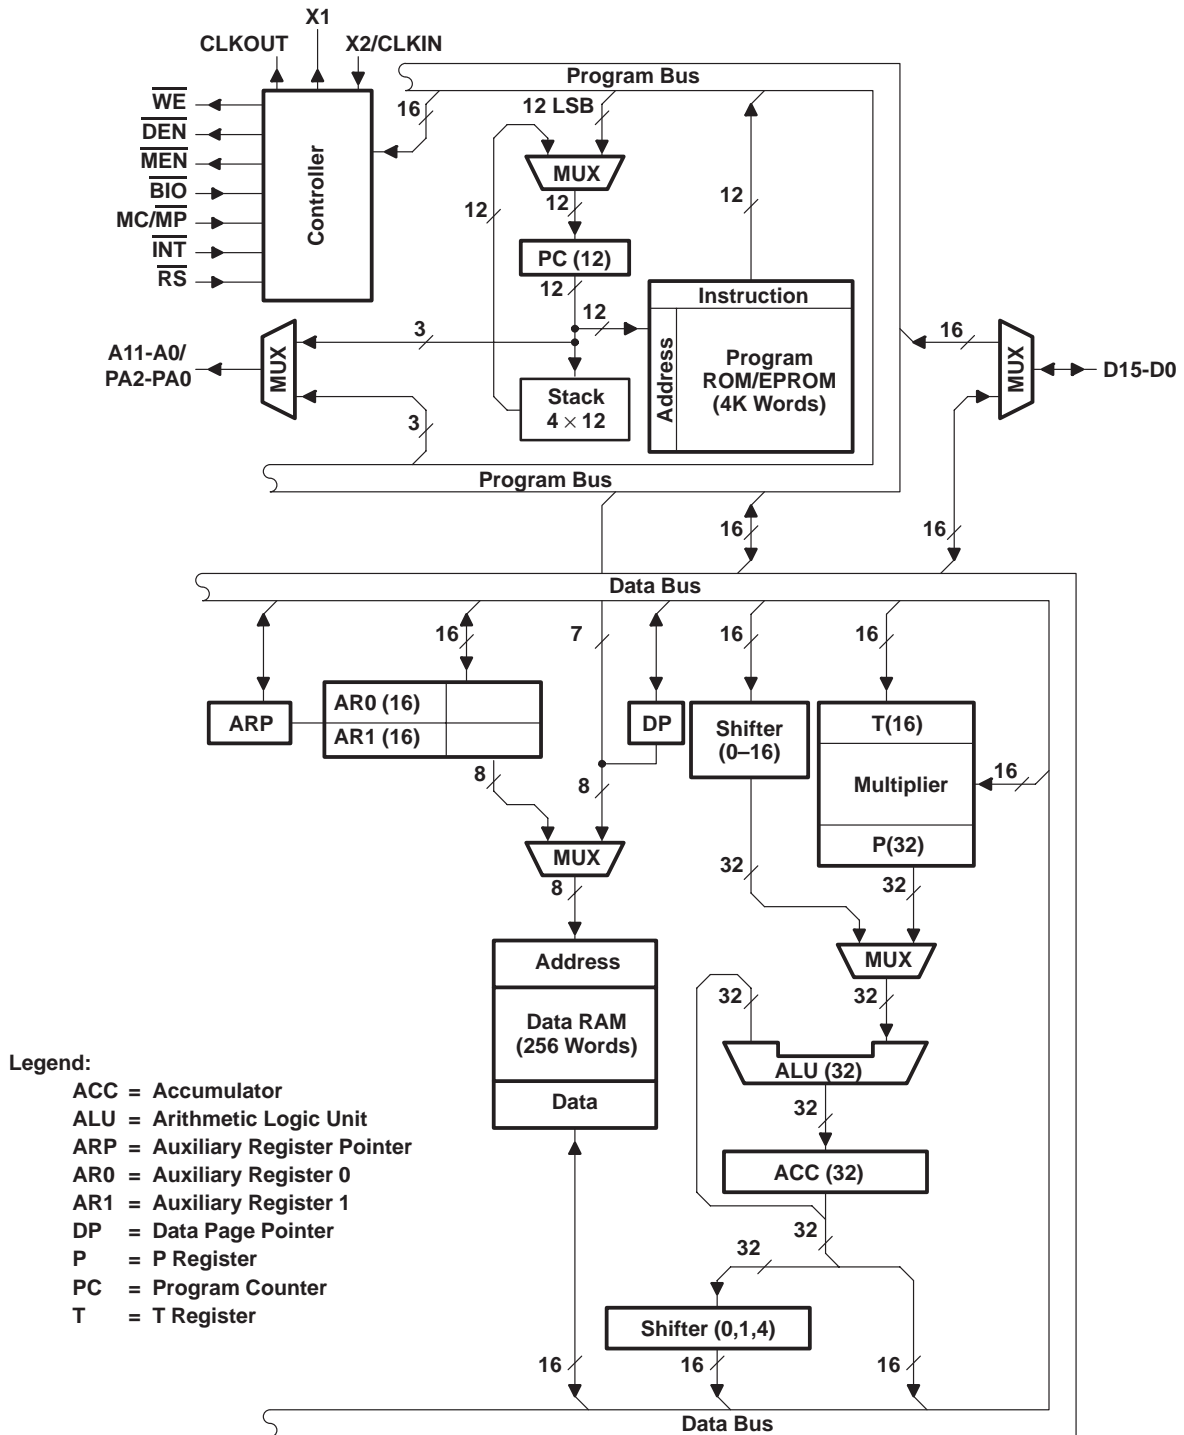 X1
CLKOUT
X2/CLKIN
Program Bus
WE
DEN
MEN
BIO
MC/MP
INT
RS
Controller
16
12 LSB
MUX
12
12
12
PC (12)
12
12
Instruction
Address
Program
ROM/EPROM
(4K Words)
Stack
4 × 12
3
A11-A0/
PA2-PA0
MUX
3
16
MUX
D15-D0
Program Bus
16
16
Data Bus
16
7
16
16
ARP
AR0 (16)
AR1 (16)
DP
Shifter
(0–16)
T(16)
Multiplier
P(32)
16
8
8
MUX
8
32
32
MUX
Address
Data RAM
(256 Words)
Data
32
32
ALU (32)
32
ACC (32)
32
32
Shifter (0,1,4)
16
16
16
Data Bus
Legend:
ACC = Accumulator
ALU = Arithmetic Logic Unit
ARP = Auxiliary Register Pointer
AR0 = Auxiliary Register 0
AR1 = Auxiliary Register 1
DP = Data Page Pointer
P = P Register
PC = Program Counter
T = T Register